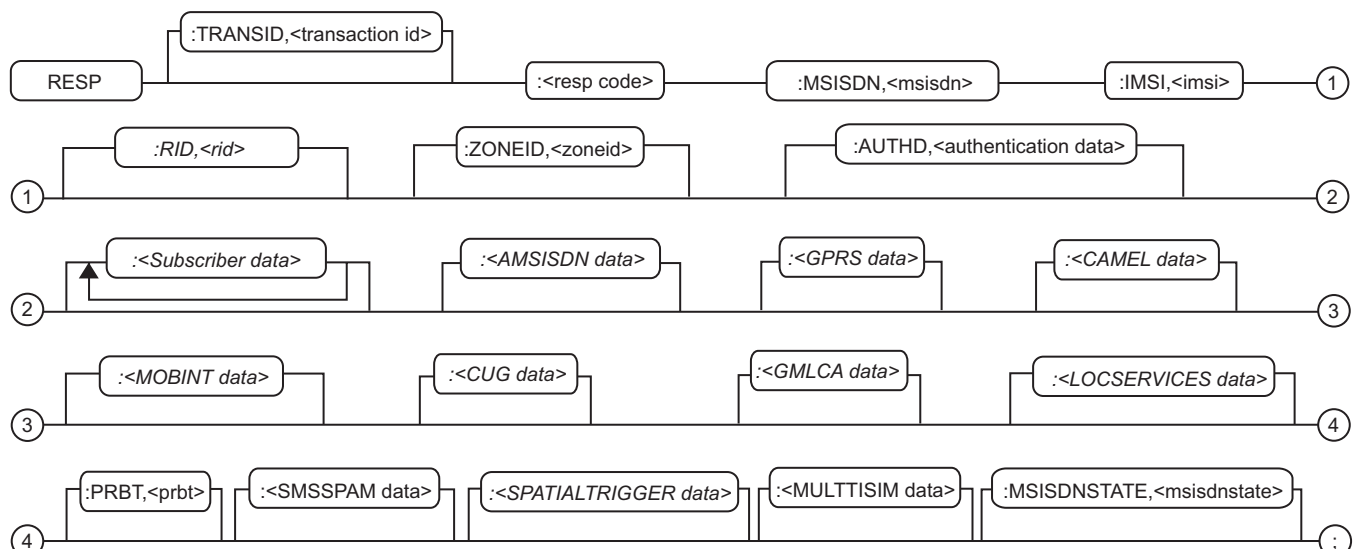 :TRANSID,<transaction id>
RESP :<resp code> :MSISDN,<msisdn> :IMSI,<imsi> 1
:RID,<rid> :ZONEID,<zoneid> :AUTHD,<authentication data>
1 2
:<Subscriber data> :<AMSISDN data> :<GPRS data> :<CAMEL data>
2 3
:<MOBINT data> :<CUG data> :<GMLCA data> :<LOCSERVICES data>
3 4
:PRBT,<prbt> :<SMSSPAM data> :<SPATIALTRIGGER data> :<MULTTISIM data> :MSISDNSTATE,<msisdnstate>
4 ;